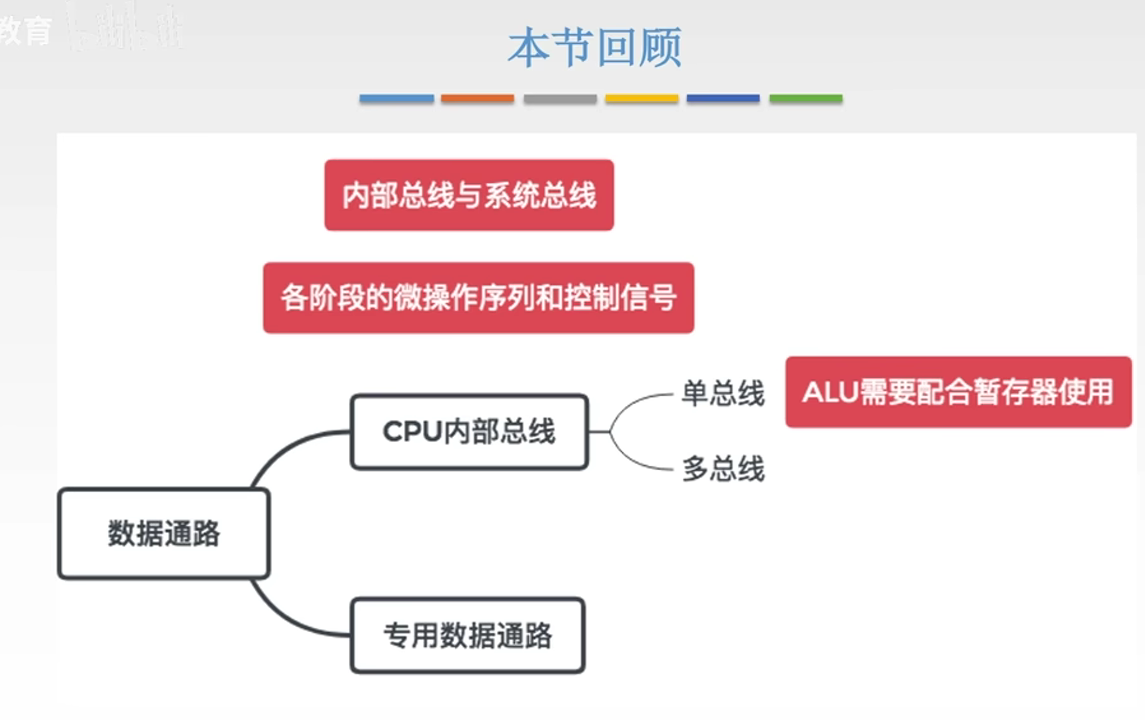 教育
本节回顾
内部总线与系统总线
各阶段的微操作序列和控制信号
单总线
ALU需要配合暂存器使用
CPU内部总线
多总线
数据通路
专用数据通路